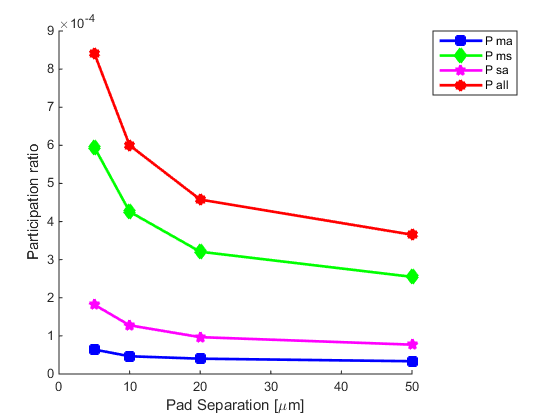 ×10⁻⁴
9
8
7
6
5
4
3
2
1
0
Participation ratio
0 10 20 30 40 50
Pad Separation [μm]
P ma
P ms
P sa
P all